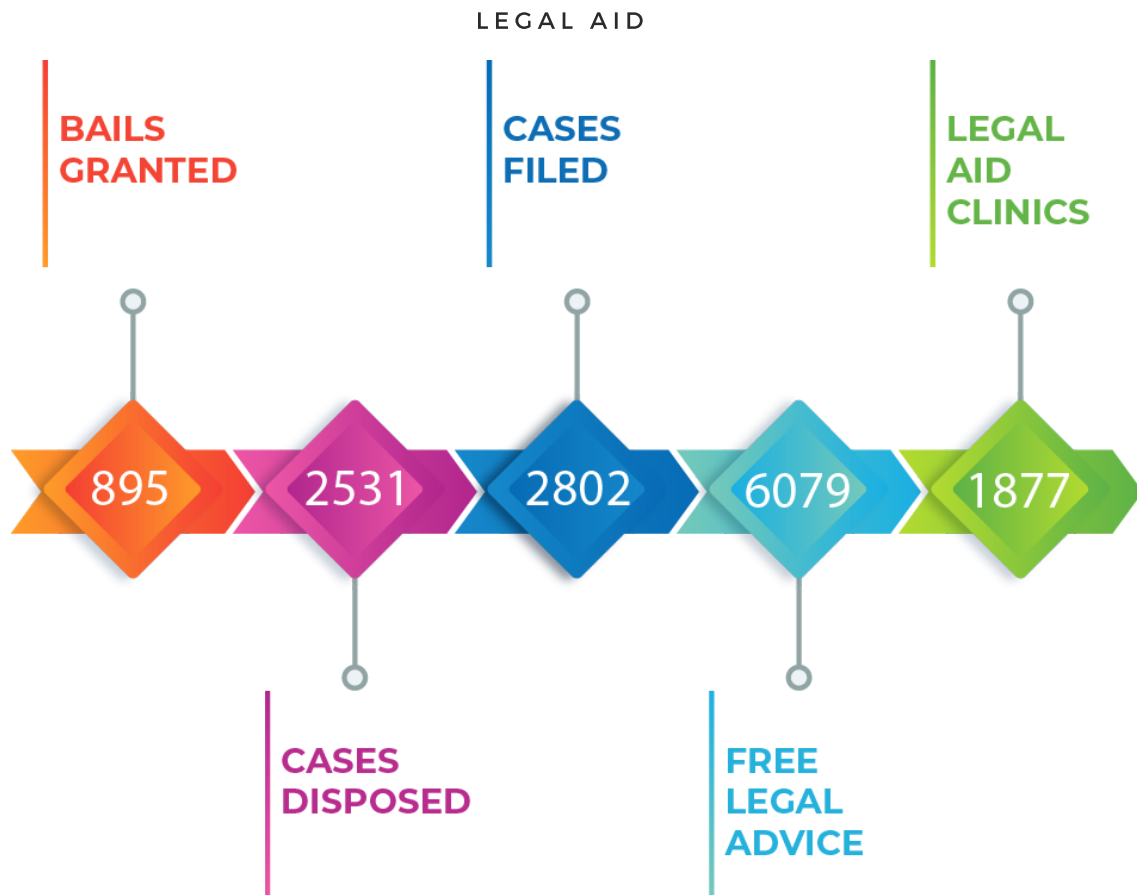 LEGAL AID
BAILS
GRANTED
CASES
FILED
LEGAL
AID
CLINICS
895
2531
2802
6079
1877
CASES
DISPOSED
FREE
LEGAL
ADVICE